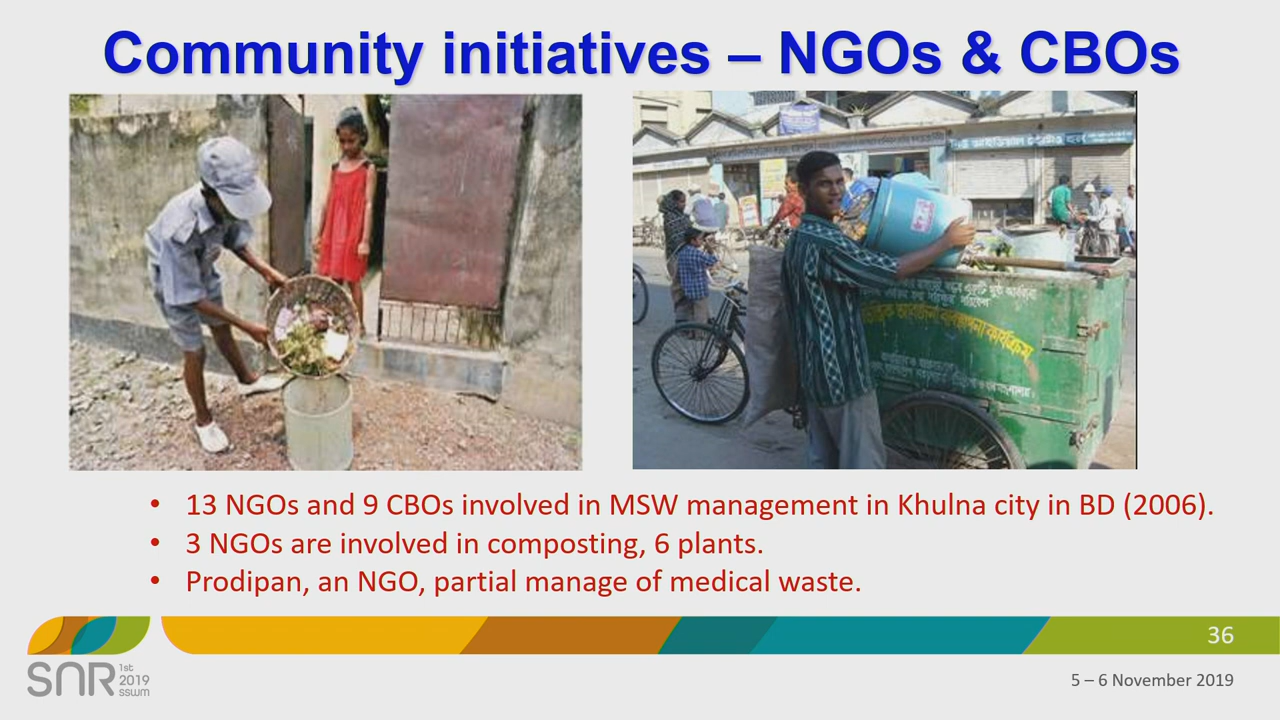 Community initiatives – NGOs & CBOs
• 13 NGOs and 9 CBOs involved in MSW management in Khulna city in BD (2006).
• 3 NGOs are involved in composting, 6 plants.
• Prodipan, an NGO, partial manage of medical waste.
36
SNR 1st
2019
sswm
5 – 6 November 2019